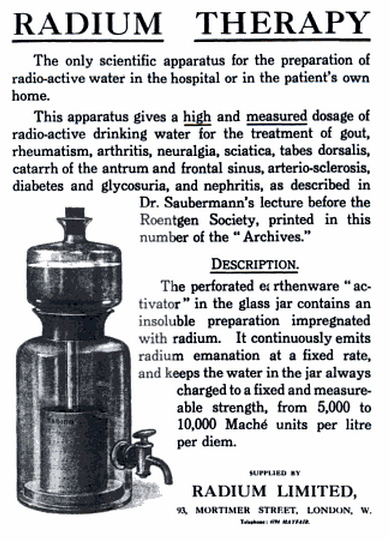 RADIUM THERAPY
The only scientific apparatus for the preparation of
radio-active water in the hospital or in the patient's own
home.
This apparatus gives a high and measured dosage of
radio-active drinking water for the treatment of gout,
rheumatism, arthritis, neuralgia, sciatica, tabes dorsalis,
catarrh of the antrum and frontal sinus, arterio-sclerosis,
diabetes and glycosuria, and nephritis, as described in
Dr. Saubermann's lecture before the
Roentgen Society, printed in this
number of the "Archives."
DESCRIPTION.
The perforated earthenware "ac-
tivator" in the glass jar contains an
insoluble preparation impregnated
with radium. It continuously emits
radium emanation at a fixed rate,
and keeps the water in the jar always
charged to a fixed and measure-
able strength, from 5,000 to
10,000 Maché units per litre
per diem.
SUPPLIED BY
RADIUM LIMITED,
93, MORTIMER STREET, LONDON, W.
Telephone: 6794 MAYFAIR.